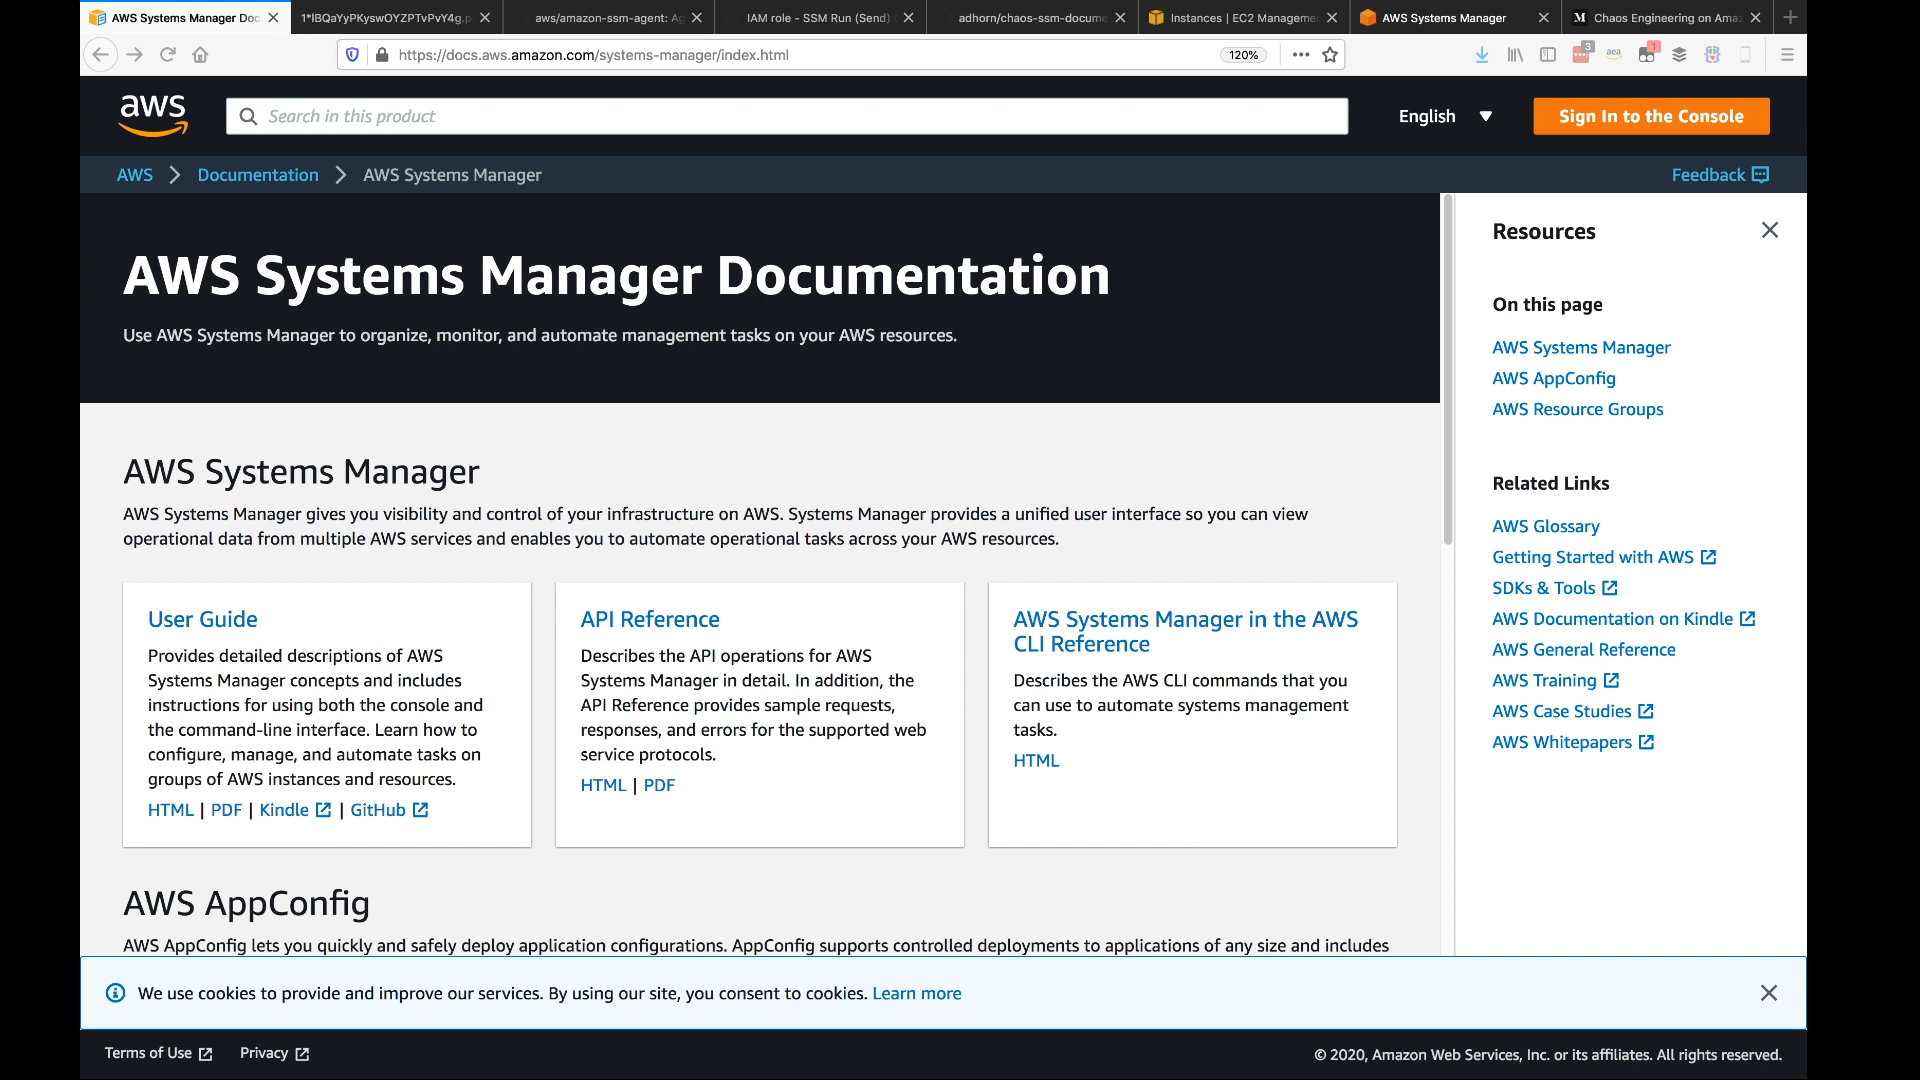 AWS Systems Manager Doc
1*IBQaYyPKyswOYZPTvPvY4g.p
aws/amazon-ssm-agent: Ag
IAM role - SSM Run (Send)
adhorn/chaos-ssm-docume
Instances | EC2 Manageme
AWS Systems Manager
M Chaos Engineering on Ama
https://docs.aws.amazon.com/systems-manager/index.html
120%
3
aea
1
aws
Search in this product
English
Sign In to the Console
AWS
Documentation
AWS Systems Manager
Feedback
AWS Systems Manager Documentation
Use AWS Systems Manager to organize, monitor, and automate management tasks on your AWS resources.
AWS Systems Manager
AWS Systems Manager gives you visibility and control of your infrastructure on AWS. Systems Manager provides a unified user interface so you can view
operational data from multiple AWS services and enables you to automate operational tasks across your AWS resources.
User Guide
Provides detailed descriptions of AWS
Systems Manager concepts and includes
instructions for using both the console and
the command-line interface. Learn how to
configure, manage, and automate tasks on
groups of AWS instances and resources.
HTML | PDF | Kindle | GitHub
API Reference
Describes the API operations for AWS
Systems Manager in detail. In addition, the
API Reference provides sample requests,
responses, and errors for the supported web
service protocols.
HTML | PDF
AWS Systems Manager in the AWS
CLI Reference
Describes the AWS CLI commands that you
can use to automate systems management
tasks.
HTML
AWS AppConfig
AWS AppConfig lets you quickly and safely deploy application configurations. AppConfig supports controlled deployments to applications of any size and includes
Resources
On this page
AWS Systems Manager
AWS AppConfig
AWS Resource Groups
Related Links
AWS Glossary
Getting Started with AWS
SDKs & Tools
AWS Documentation on Kindle
AWS General Reference
AWS Training
AWS Case Studies
AWS Whitepapers
We use cookies to provide and improve our services. By using our site, you consent to cookies. Learn more
Terms of Use
Privacy
© 2020, Amazon Web Services, Inc. or its affiliates. All rights reserved.